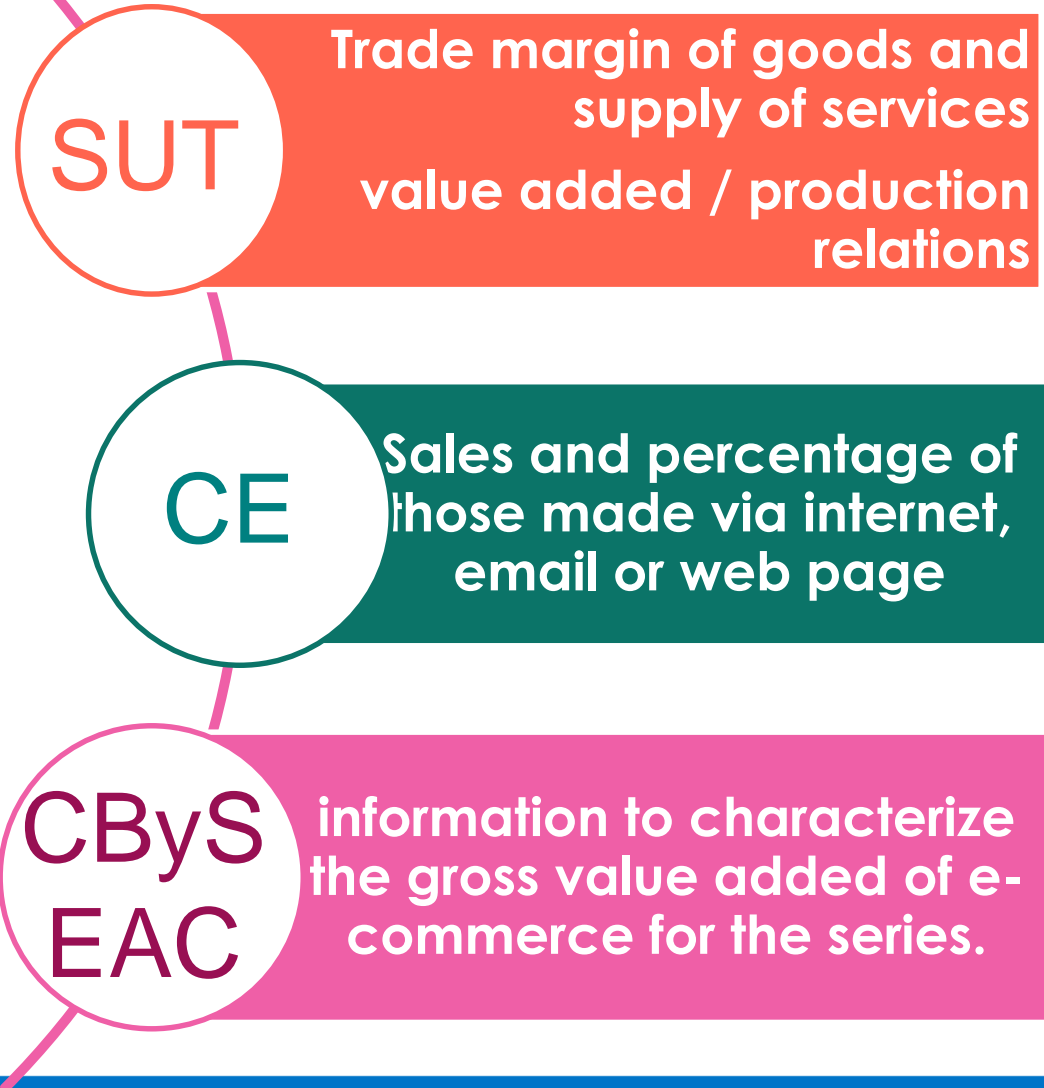 SUT
Trade margin of goods and
supply of services
value added / production
relations
CE
Sales and percentage of
those made via internet,
email or web page
CByS
EAC
information to characterize
the gross value added of e-
commerce for the series.